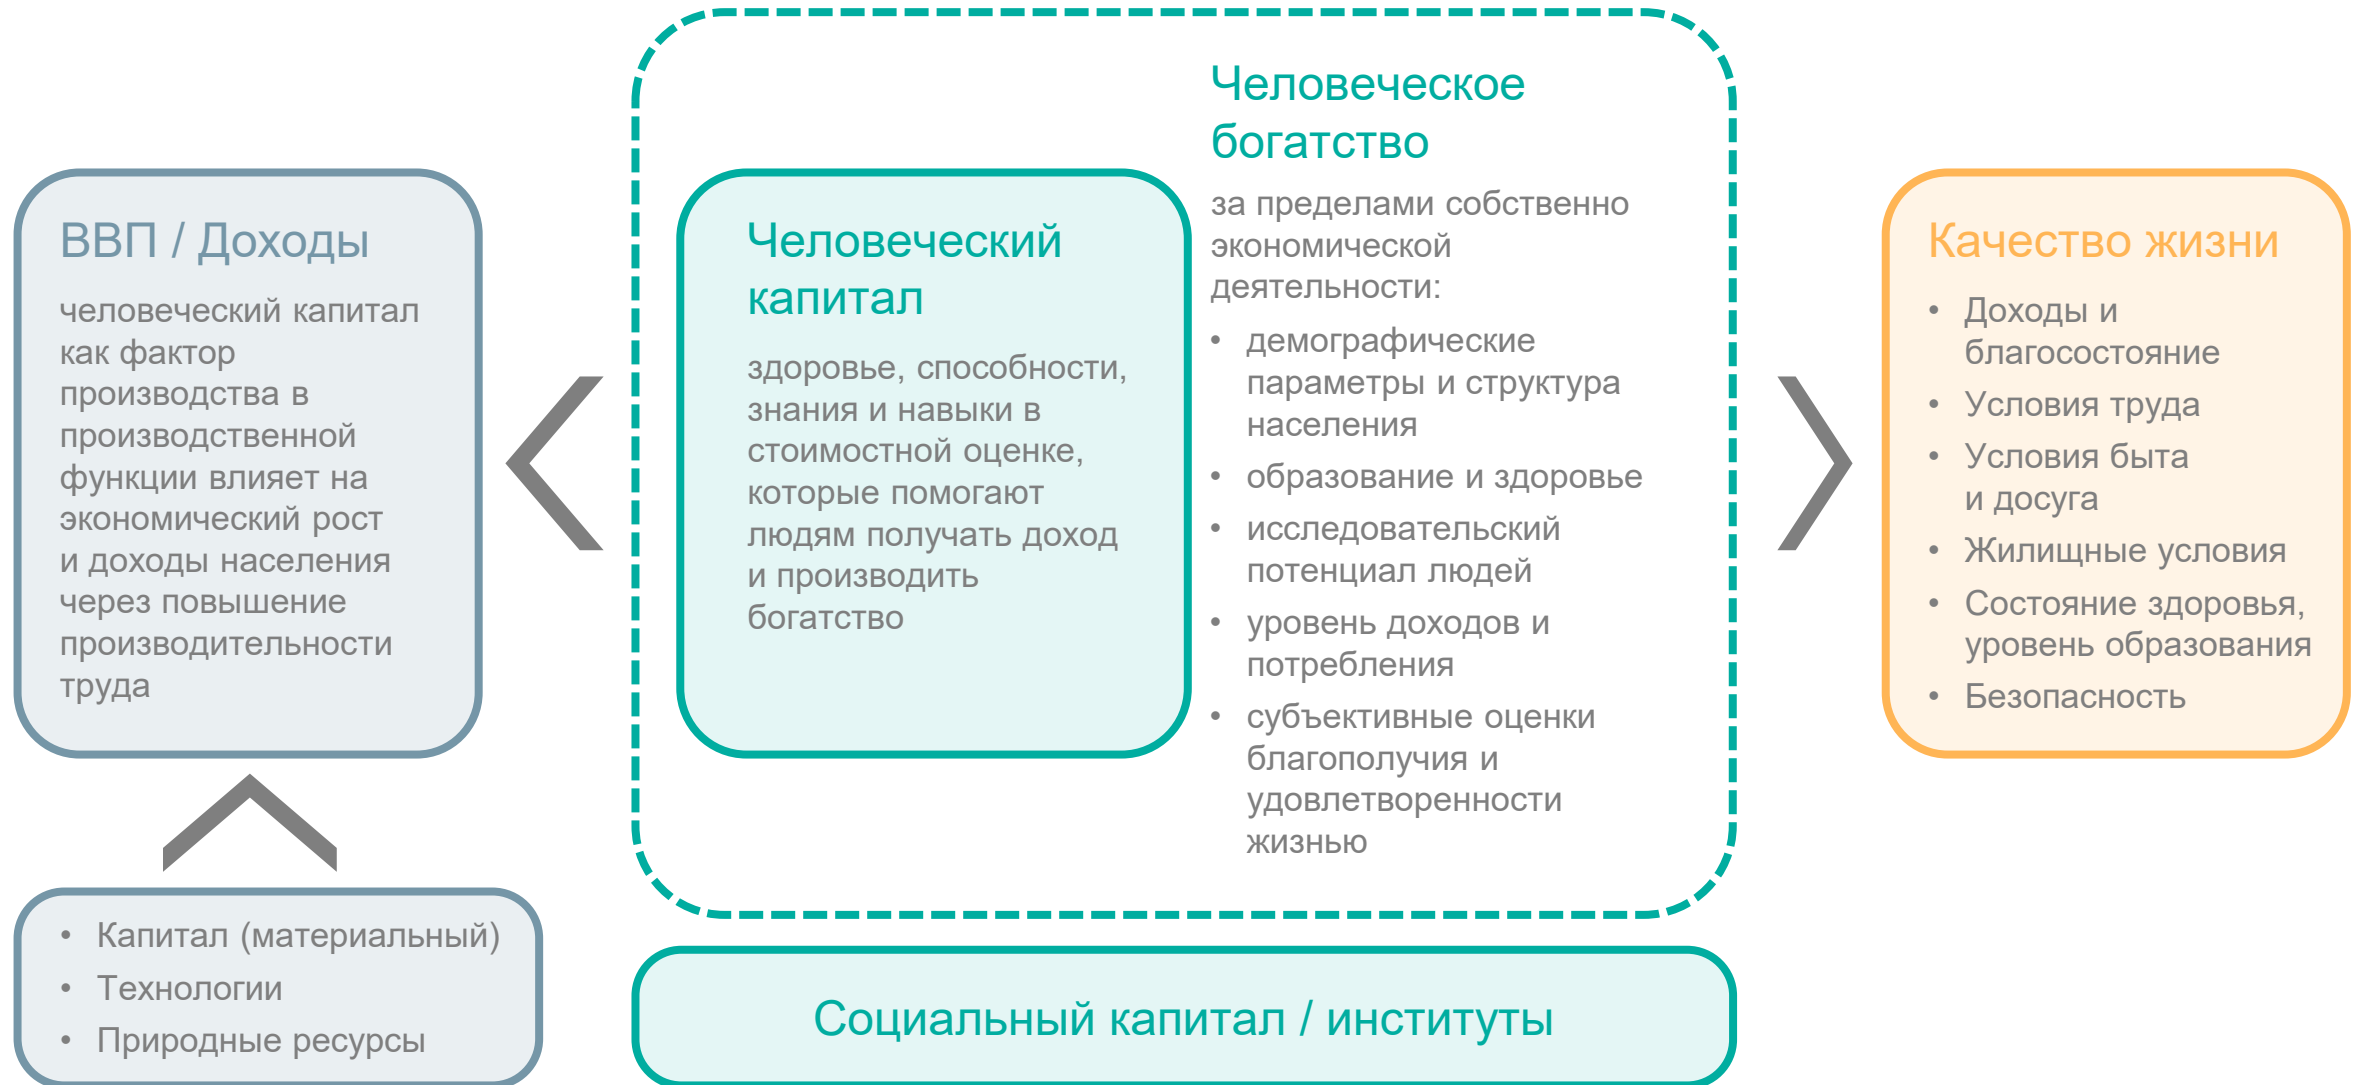 ВВП / Доходы
человеческий капитал
как фактор
производства в
производственной
функции влияет на
экономический рост
и доходы населения
через повышение
производительности
труда
• Капитал (материальный)
• Технологии
• Природные ресурсы
Человеческий
капитал
здоровье, способности,
знания и навыки в
стоимостной оценке,
которые помогают
людям получать доход
и производить
богатство
Человеческое
богатство
за пределами собственно
экономической
деятельности:
• демографические
параметры и структура
населения
• образование и здоровье
• исследовательский
потенциал людей
• уровень доходов и
потребления
• субъективные оценки
благополучия и
удовлетворенности
жизнью
Социальный капитал / институты
Качество жизни
• Доходы и
благосостояние
• Условия труда
• Условия быта
и досуга
• Жилищные условия
• Состояние здоровья,
уровень образования
• Безопасность